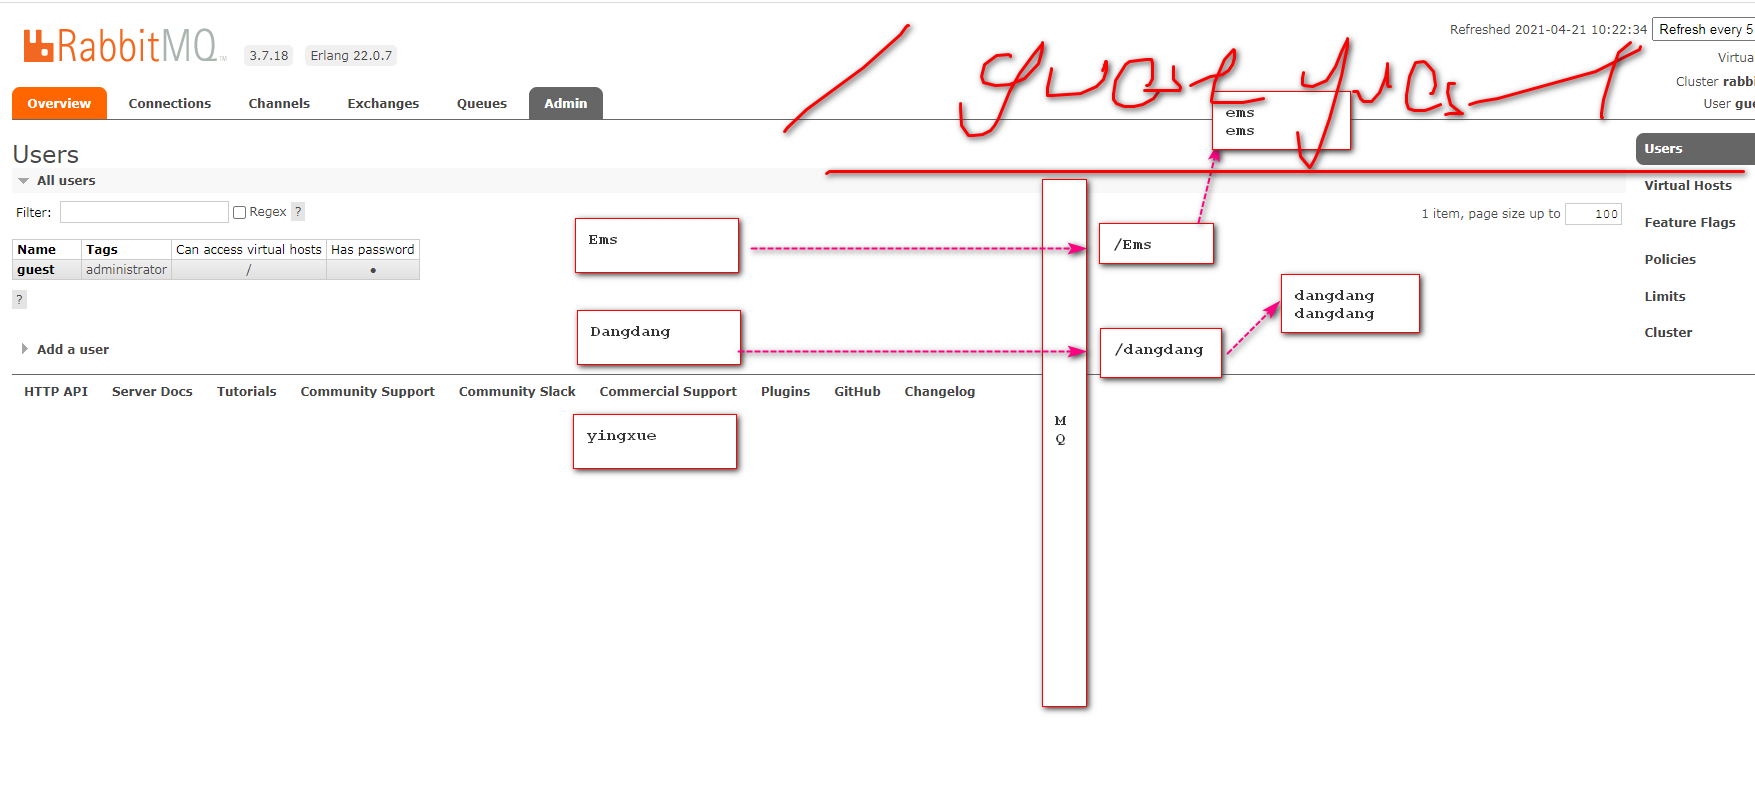 RabbitMQ TM 3.7.18 Erlang 22.0.7
Refreshed 2021-04-21 10:22:34 Refresh every 5
Virtua
Cluster rabbi
User gue
Overview Connections Channels Exchanges Queues Admin
/ guest guest
ems
ems
Users
All users
Filter: Regex ?
1 item, page size up to 100
Name Tags Can access virtual hosts Has password
guest administrator / ●
?
Add a user
HTTP API Server Docs Tutorials Community Support Community Slack Commercial Support Plugins GitHub Changelog
Users
Virtual Hosts
Feature Flags
Policies
Limits
Cluster
Ems
/Ems
Dangdang
/dangdang
dangdang
dangdang
yingxue
M
Q